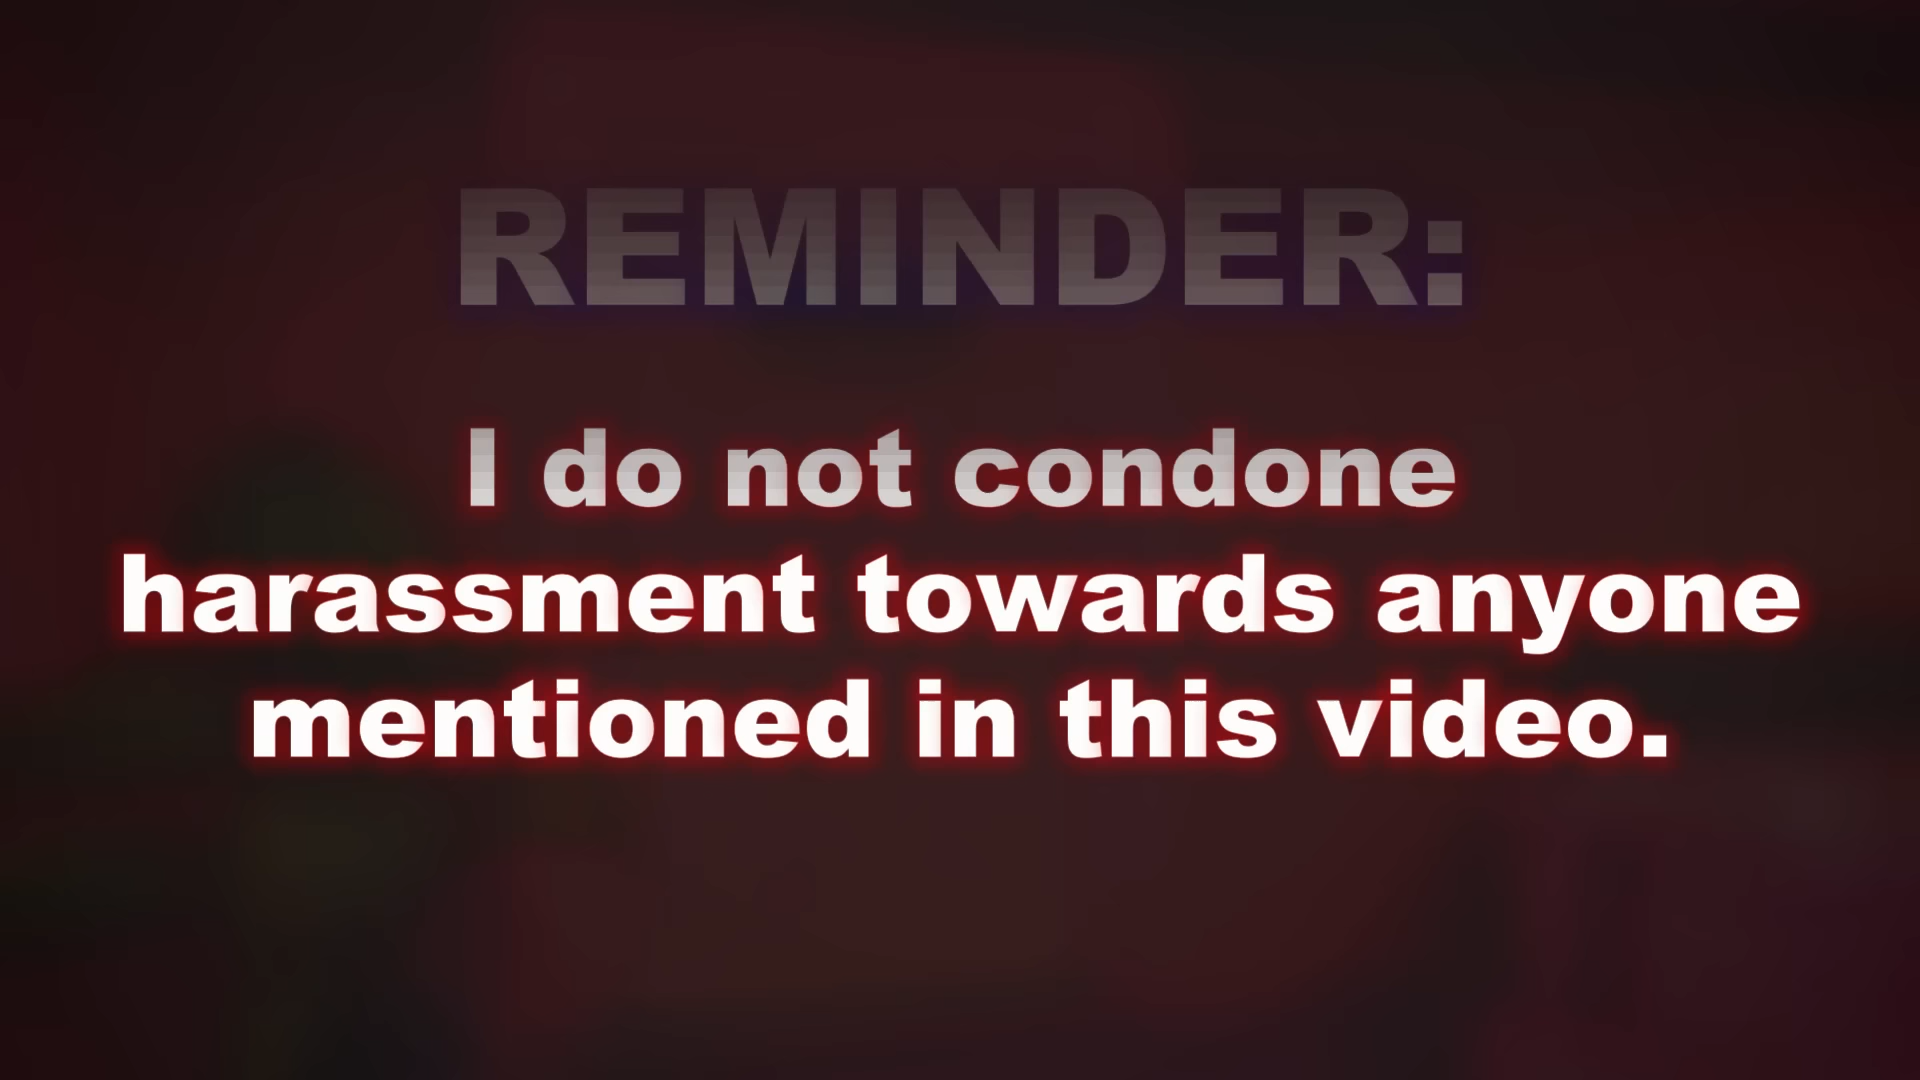 REMINDER:
I do not condone
harassment towards anyone
mentioned in this video.